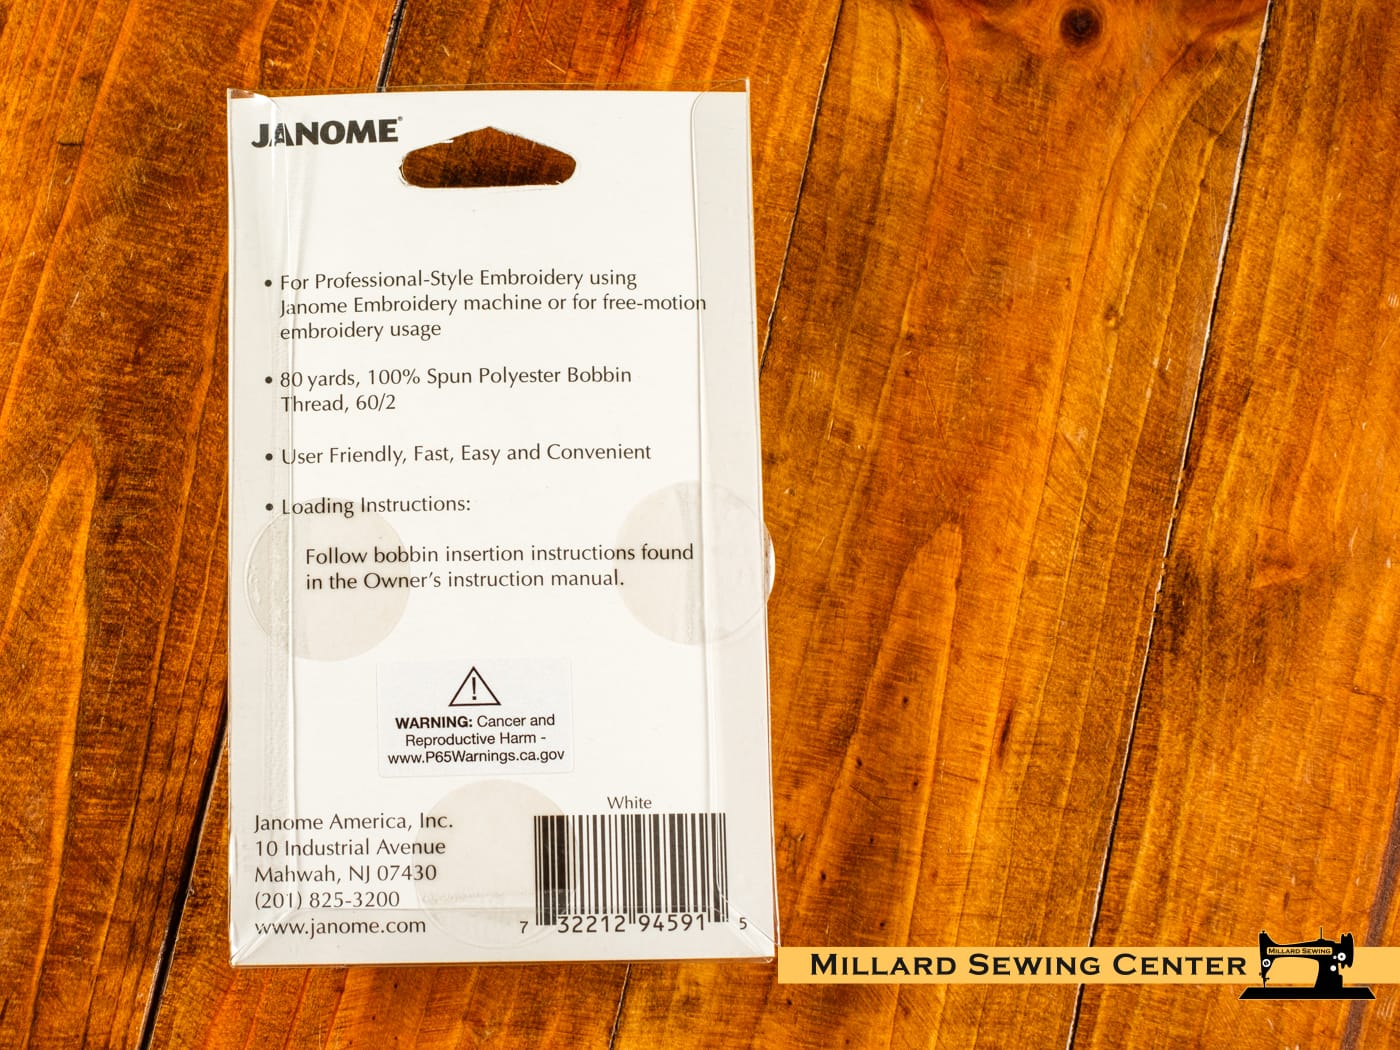 JANOME®
• For Professional-Style Embroidery using
Janome Embroidery machine or for free-motion
embroidery usage
• 80 yards, 100% Spun Polyester Bobbin
Thread, 60/2
• User Friendly, Fast, Easy and Convenient
• Loading Instructions:
Follow bobbin insertion instructions found
in the Owner's instruction manual.
WARNING: Cancer and
Reproductive Harm -
www.P65Warnings.ca.gov
Janome America, Inc.
10 Industrial Avenue
Mahwah, NJ 07430
(201) 825-3200
www.janome.com
White
7 32212 94591 5
MILLARD SEWING CENTER
MILLARD SEWING